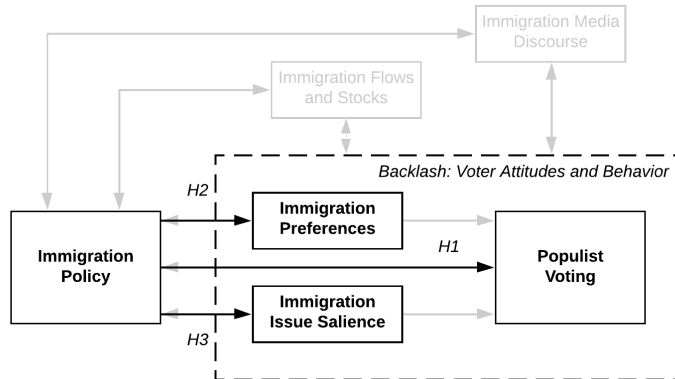 Immigration Media
Discourse
Immigration Flows
and Stocks
Backlash: Voter Attitudes and Behavior
H2
Immigration
Preferences
Immigration
Policy
H1
Populist
Voting
Immigration
Issue Salience
H3